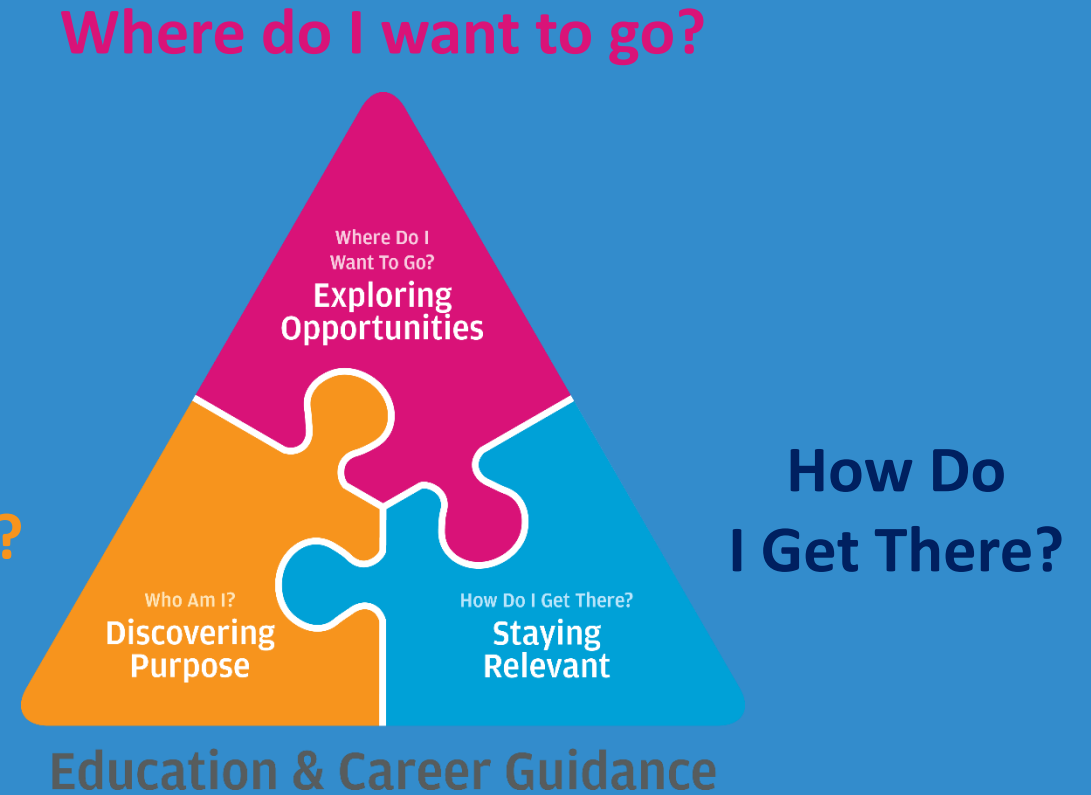 Where do I want to go?
Where Do I
Want To Go?
Exploring
Opportunities
How Do
I Get There?
?
Who Am I?
Discovering
Purpose
How Do I Get There?
Staying
Relevant
Education & Career Guidance